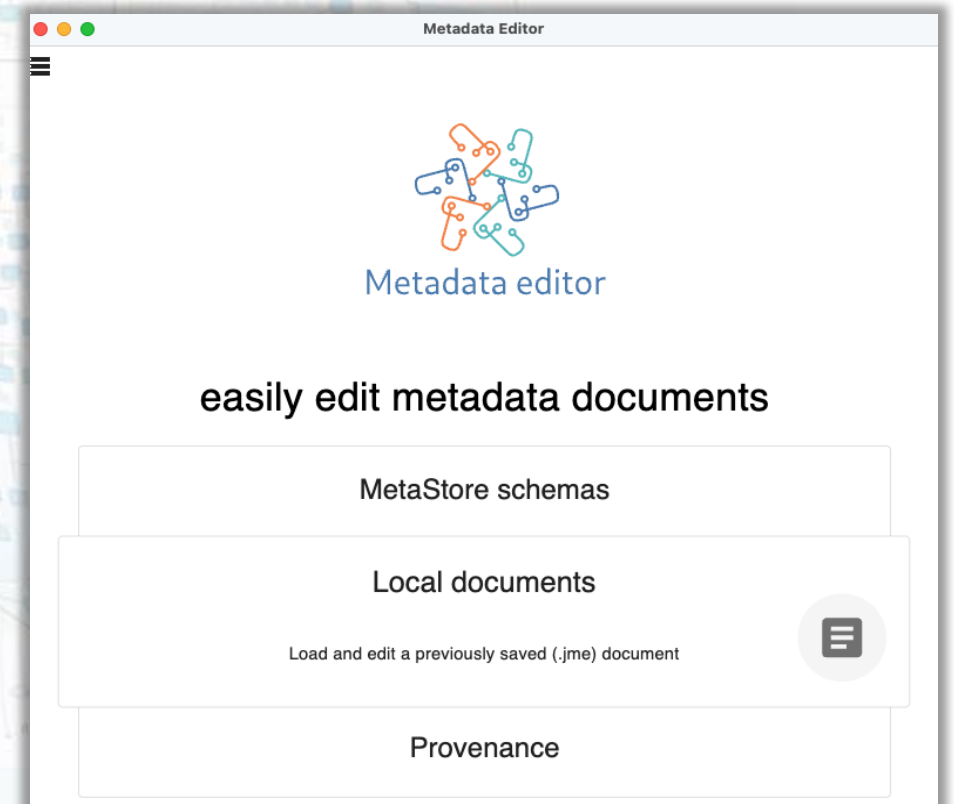 Metadata Editor
Metadata editor
easily edit metadata documents
MetaStore schemas
Local documents
Load and edit a previously saved (.jme) document
Provenance